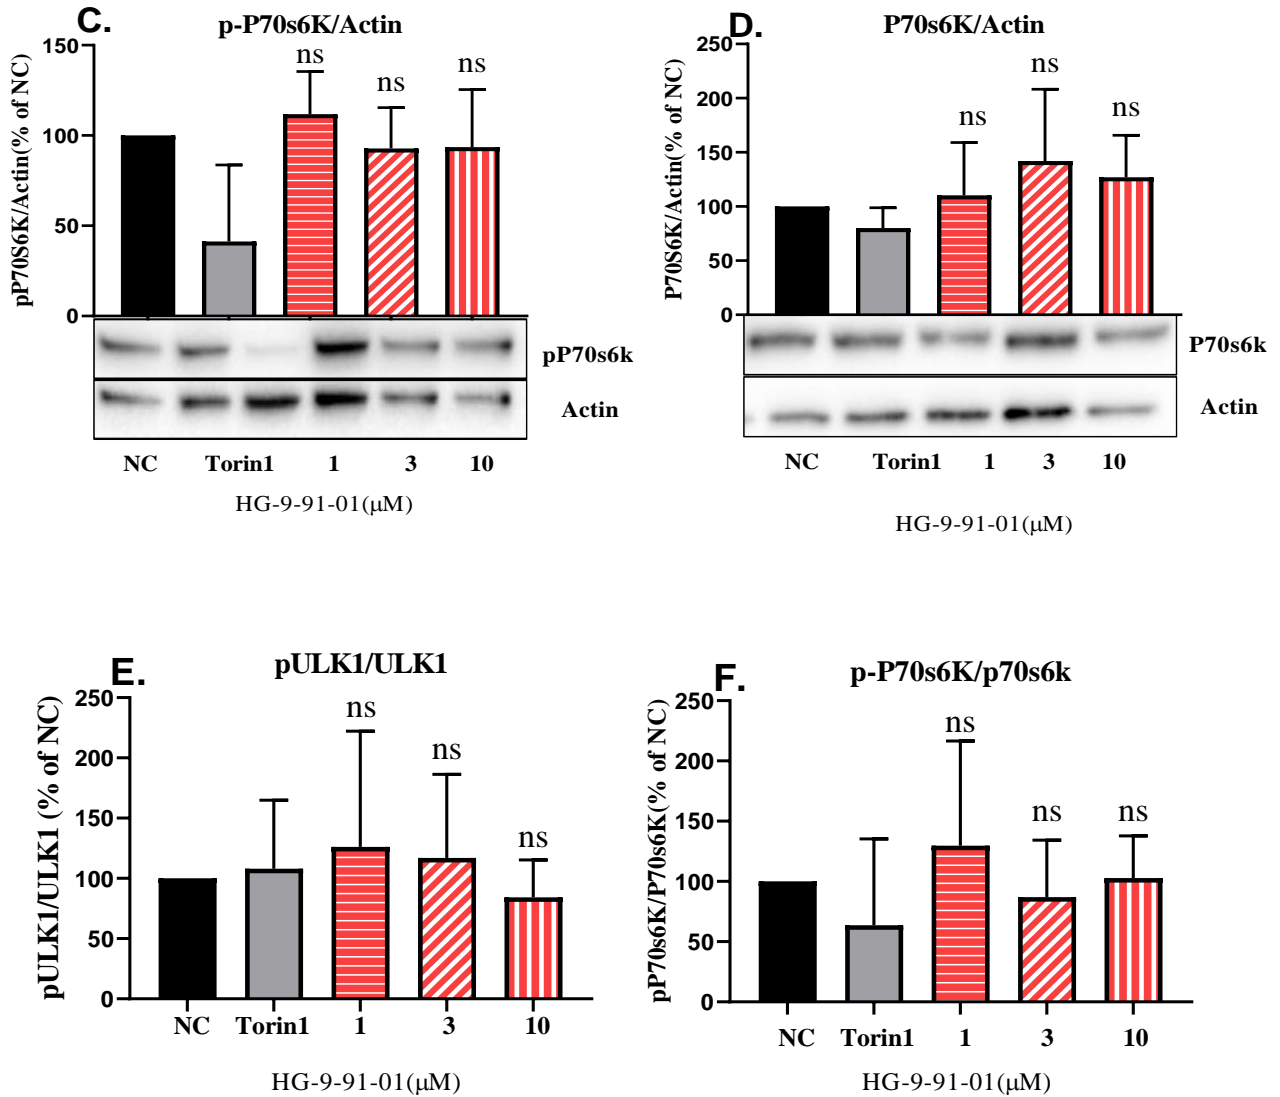 C.
p-P70s6K/Actin
pP70S6K/Actin(% of NC)
150
100
50
0
ns
ns
ns
pP70s6k
Actin
NC Torin1 1 3 10
HG-9-91-01(μM)
D.
P70s6K/Actin
P70S6K/Actin(% of NC)
250
200
150
100
50
0
ns
ns
ns
P70s6k
Actin
NC Torin1 1 3 10
HG-9-91-01(μM)
E.
pULK1/ULK1
pULK1/ULK1 (% of NC)
250
200
150
100
50
0
ns
ns
ns
NC Torin1 1 3 10
HG-9-91-01(μM)
F.
p-P70s6K/p70s6k
pP70s6K/P70s6K(% of NC)
250
200
150
100
50
0
ns
ns
ns
NC Torin1 1 3 10
HG-9-91-01(μM)